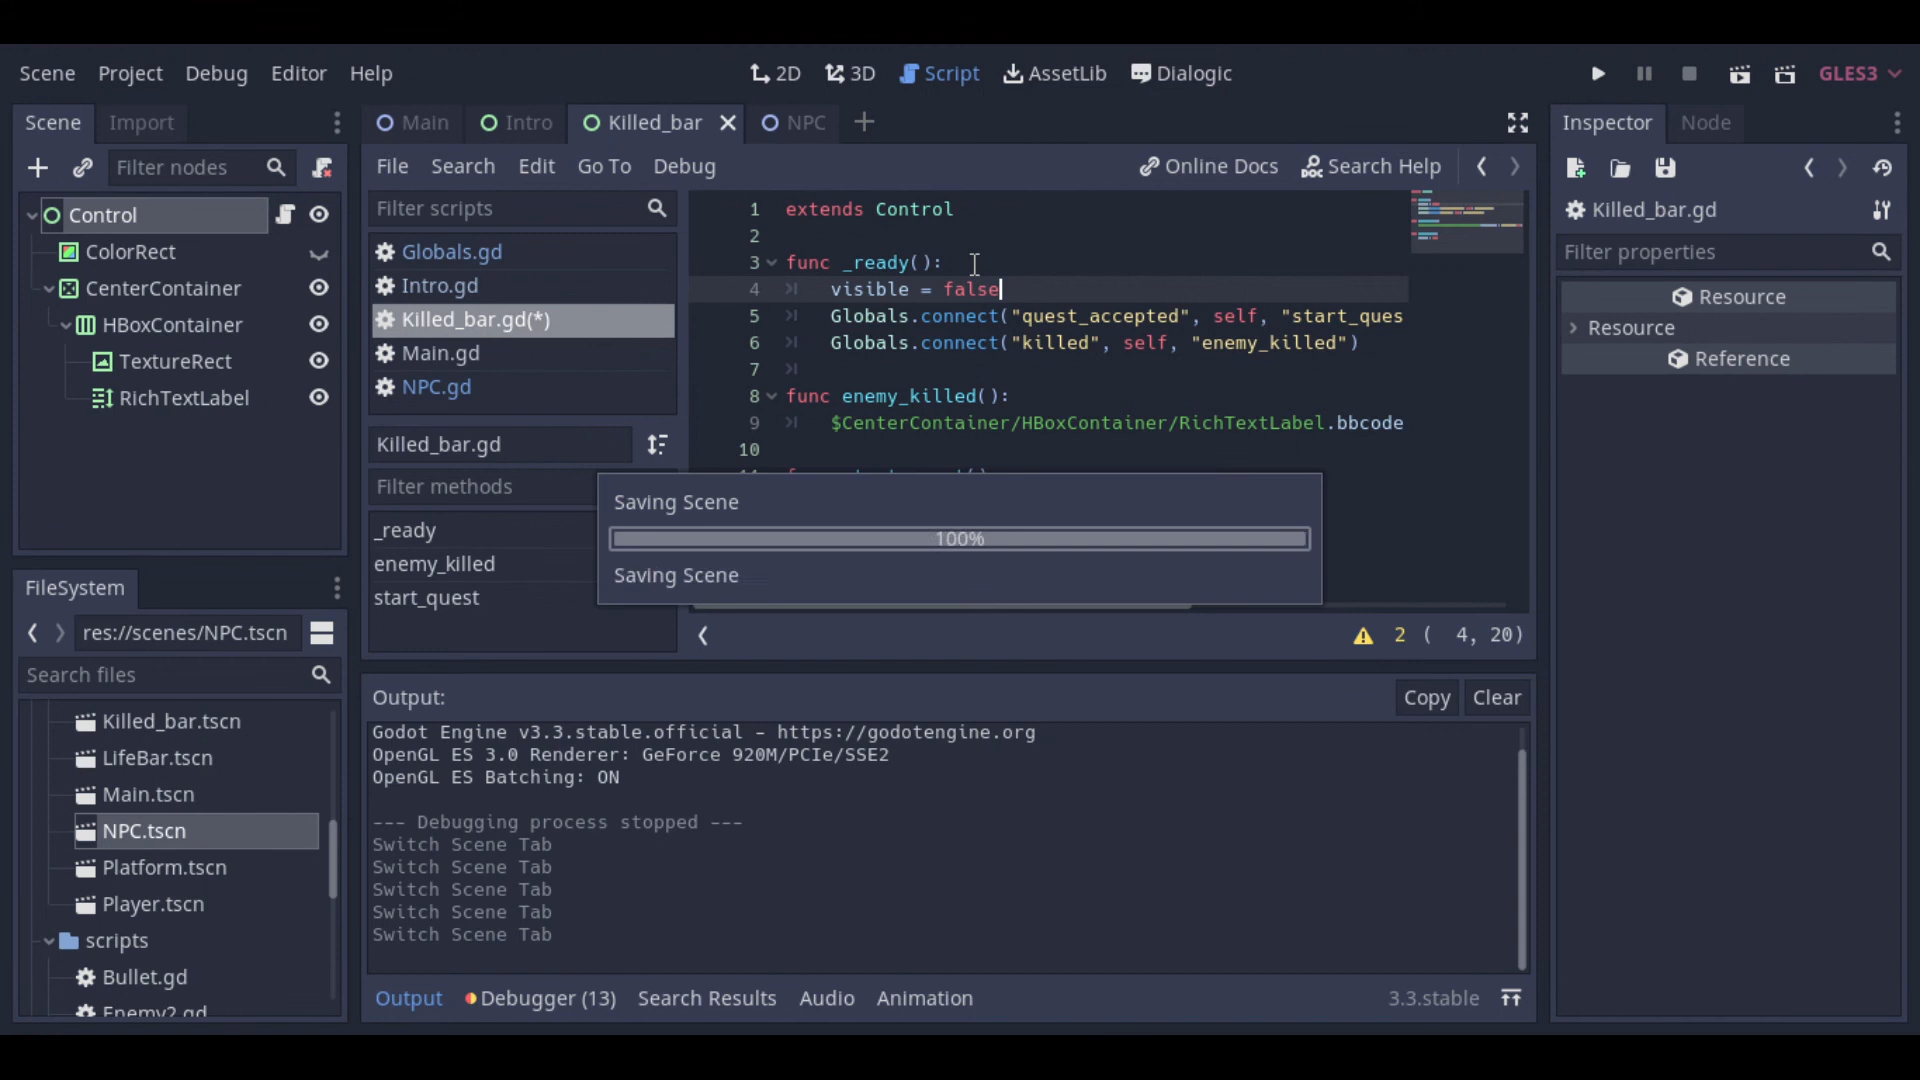 Scene Project Debug Editor Help
2D 3D Script AssetLib Dialogic
GLES3
Scene Import
Filter nodes
Control
ColorRect
CenterContainer
HBoxContainer
TextureRect
RichTextLabel
FileSystem
res://scenes/NPC.tscn
Search files
Killed_bar.tscn
LifeBar.tscn
Main.tscn
NPC.tscn
Platform.tscn
Player.tscn
scripts
Bullet.gd
Enemy2.gd
Main Intro Killed_bar NPC
File Search Edit Go To Debug
Online Docs Search Help
Filter scripts
Globals.gd
Intro.gd
Killed_bar.gd(*)
Main.gd
NPC.gd
Killed_bar.gd
Filter methods
_ready
enemy_killed
start_quest
1 extends Control
2
3 func _ready():
4 visible = false
5 Globals.connect("quest_accepted", self, "start_ques
6 Globals.connect("killed", self, "enemy_killed")
7
8 func enemy_killed():
9 $CenterContainer/HBoxContainer/RichTextLabel.bbcode
10
Saving Scene
100%
Saving Scene
2 ( 4, 20)
Output:
Copy Clear
Godot Engine v3.3.stable.official - https://godotengine.org
OpenGL ES 3.0 Renderer: GeForce 920M/PCIe/SSE2
OpenGL ES Batching: ON
--- Debugging process stopped ---
Switch Scene Tab
Switch Scene Tab
Switch Scene Tab
Switch Scene Tab
Switch Scene Tab
Output Debugger (13) Search Results Audio Animation
3.3.stable
Inspector Node
Killed_bar.gd
Filter properties
Resource
Resource
Reference